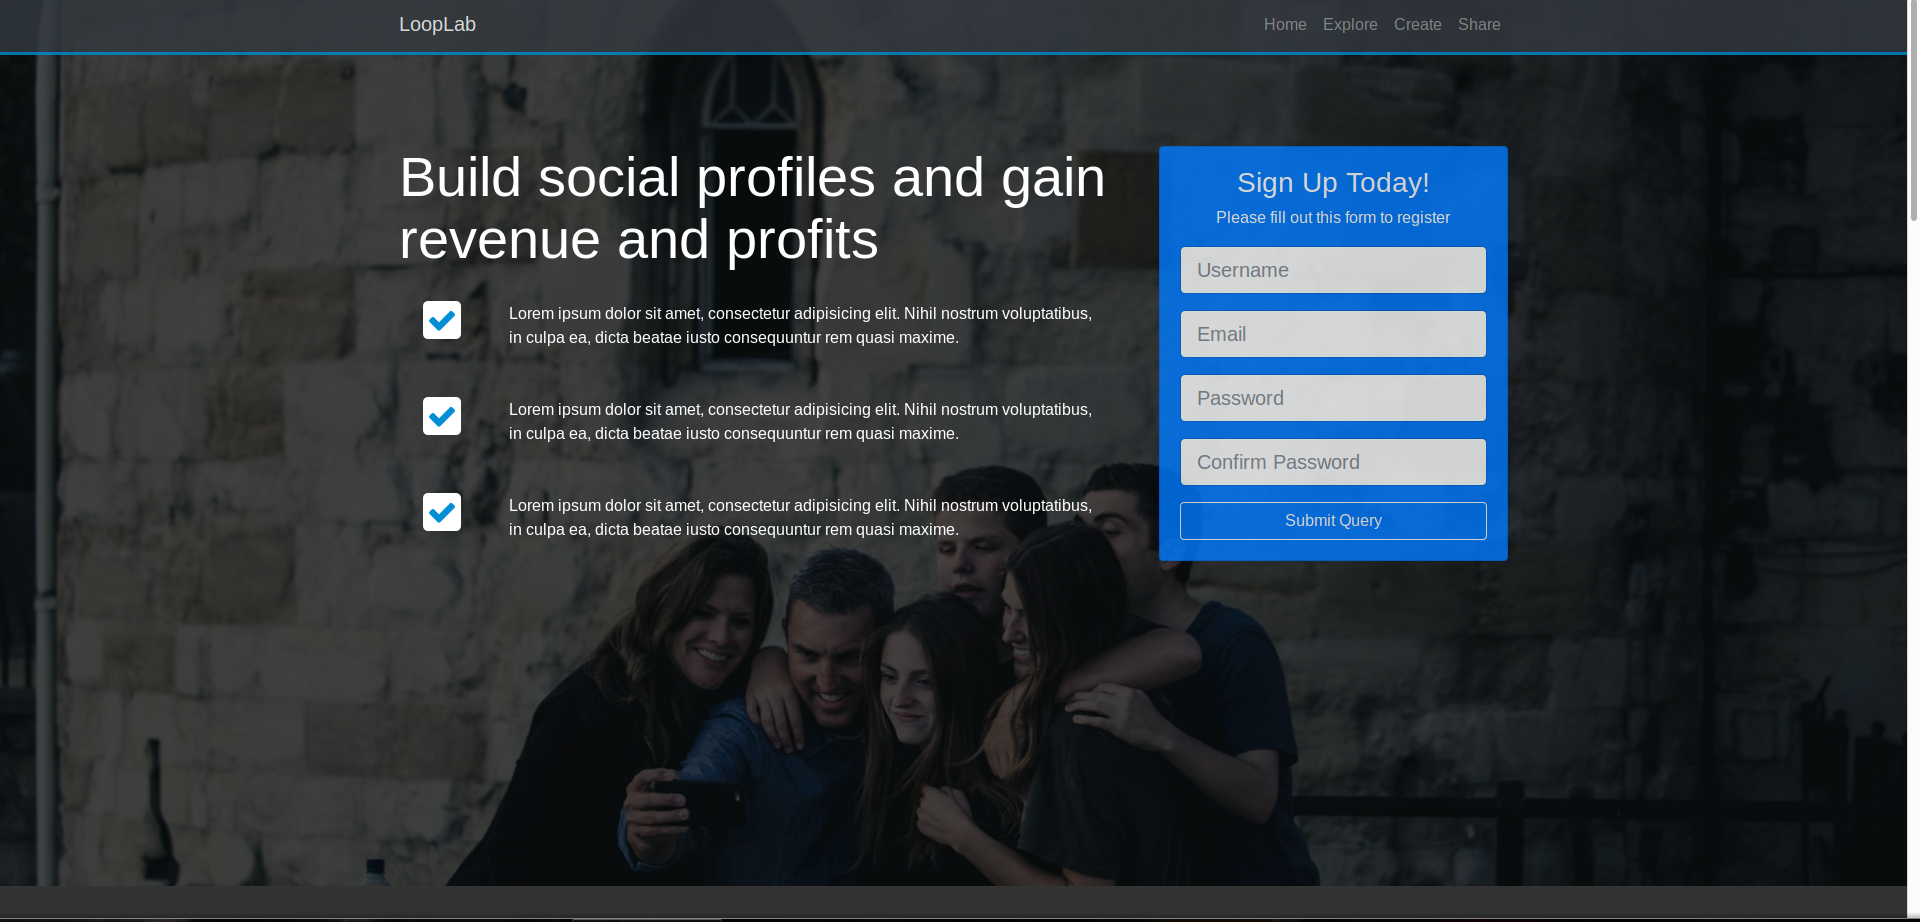 LoopLab
Home Explore Create Share
Build social profiles and gain
revenue and profits
Lorem ipsum dolor sit amet, consectetur adipisicing elit. Nihil nostrum voluptatibus,
in culpa ea, dicta beatae iusto consequuntur rem quasi maxime.
Lorem ipsum dolor sit amet, consectetur adipisicing elit. Nihil nostrum voluptatibus,
in culpa ea, dicta beatae iusto consequuntur rem quasi maxime.
Lorem ipsum dolor sit amet, consectetur adipisicing elit. Nihil nostrum voluptatibus,
in culpa ea, dicta beatae iusto consequuntur rem quasi maxime.
Sign Up Today!
Please fill out this form to register
Username
Email
Password
Confirm Password
Submit Query